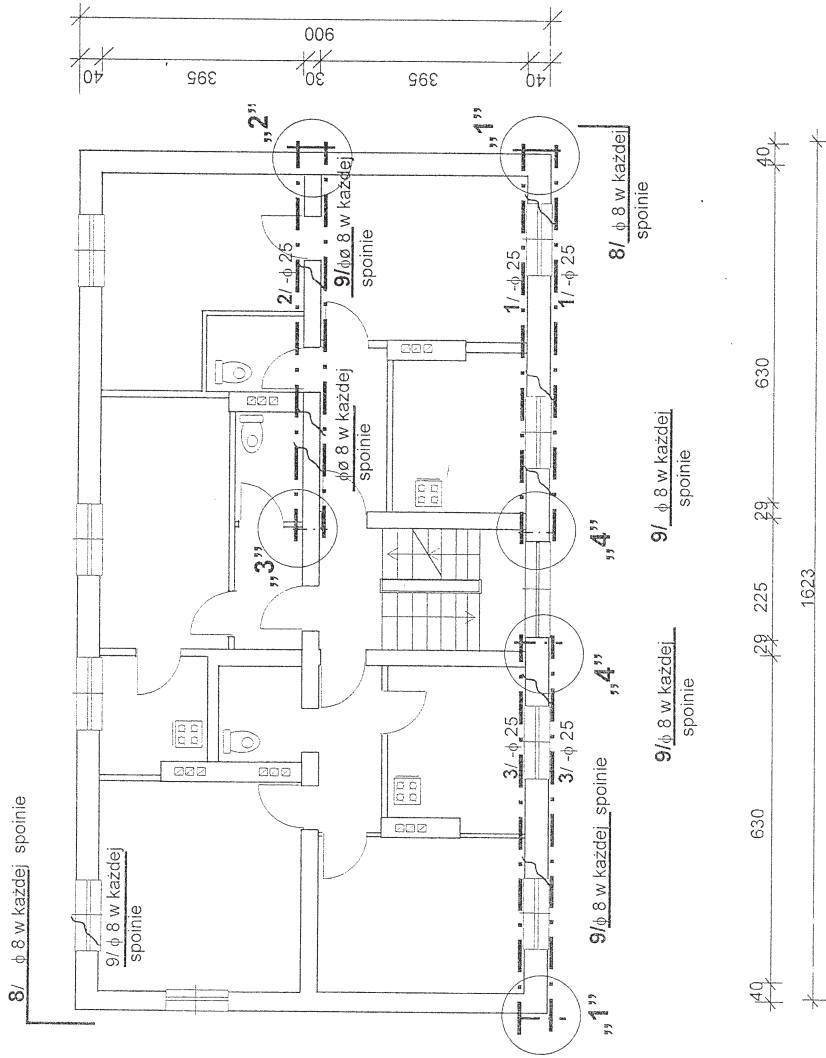 900
40
395
30
395
40
„2”
„1”
9/φø 8 w każdej
spoinie
2/ -φ 25
8/ φ 8 w każdej
spoinie
1/ -φ 25
1/ -φ 25
φø 8 w każdej
spoinie
„3”
„4”
9/ φ 8 w każdej
spoinie
„4”
9/φ 8 w każdej
spoinie
3/ -φ 25
3/ -φ 25
9/φ 8 w każdej spoinie
„1”
8/ φ 8 w każdej spoinie
9/ φ 8 w każdej
spoinie
40
630
29
225
29
630
40
1623